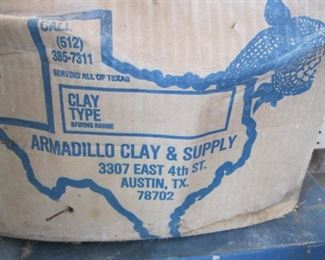 CALL
(512)
385-7311
SERVING ALL OF TEXAS
CLAY
TYPE
& FIRING RANGE
ARMADILLO CLAY & SUPPLY
3307 EAST 4th ST.
AUSTIN, TX.
78702